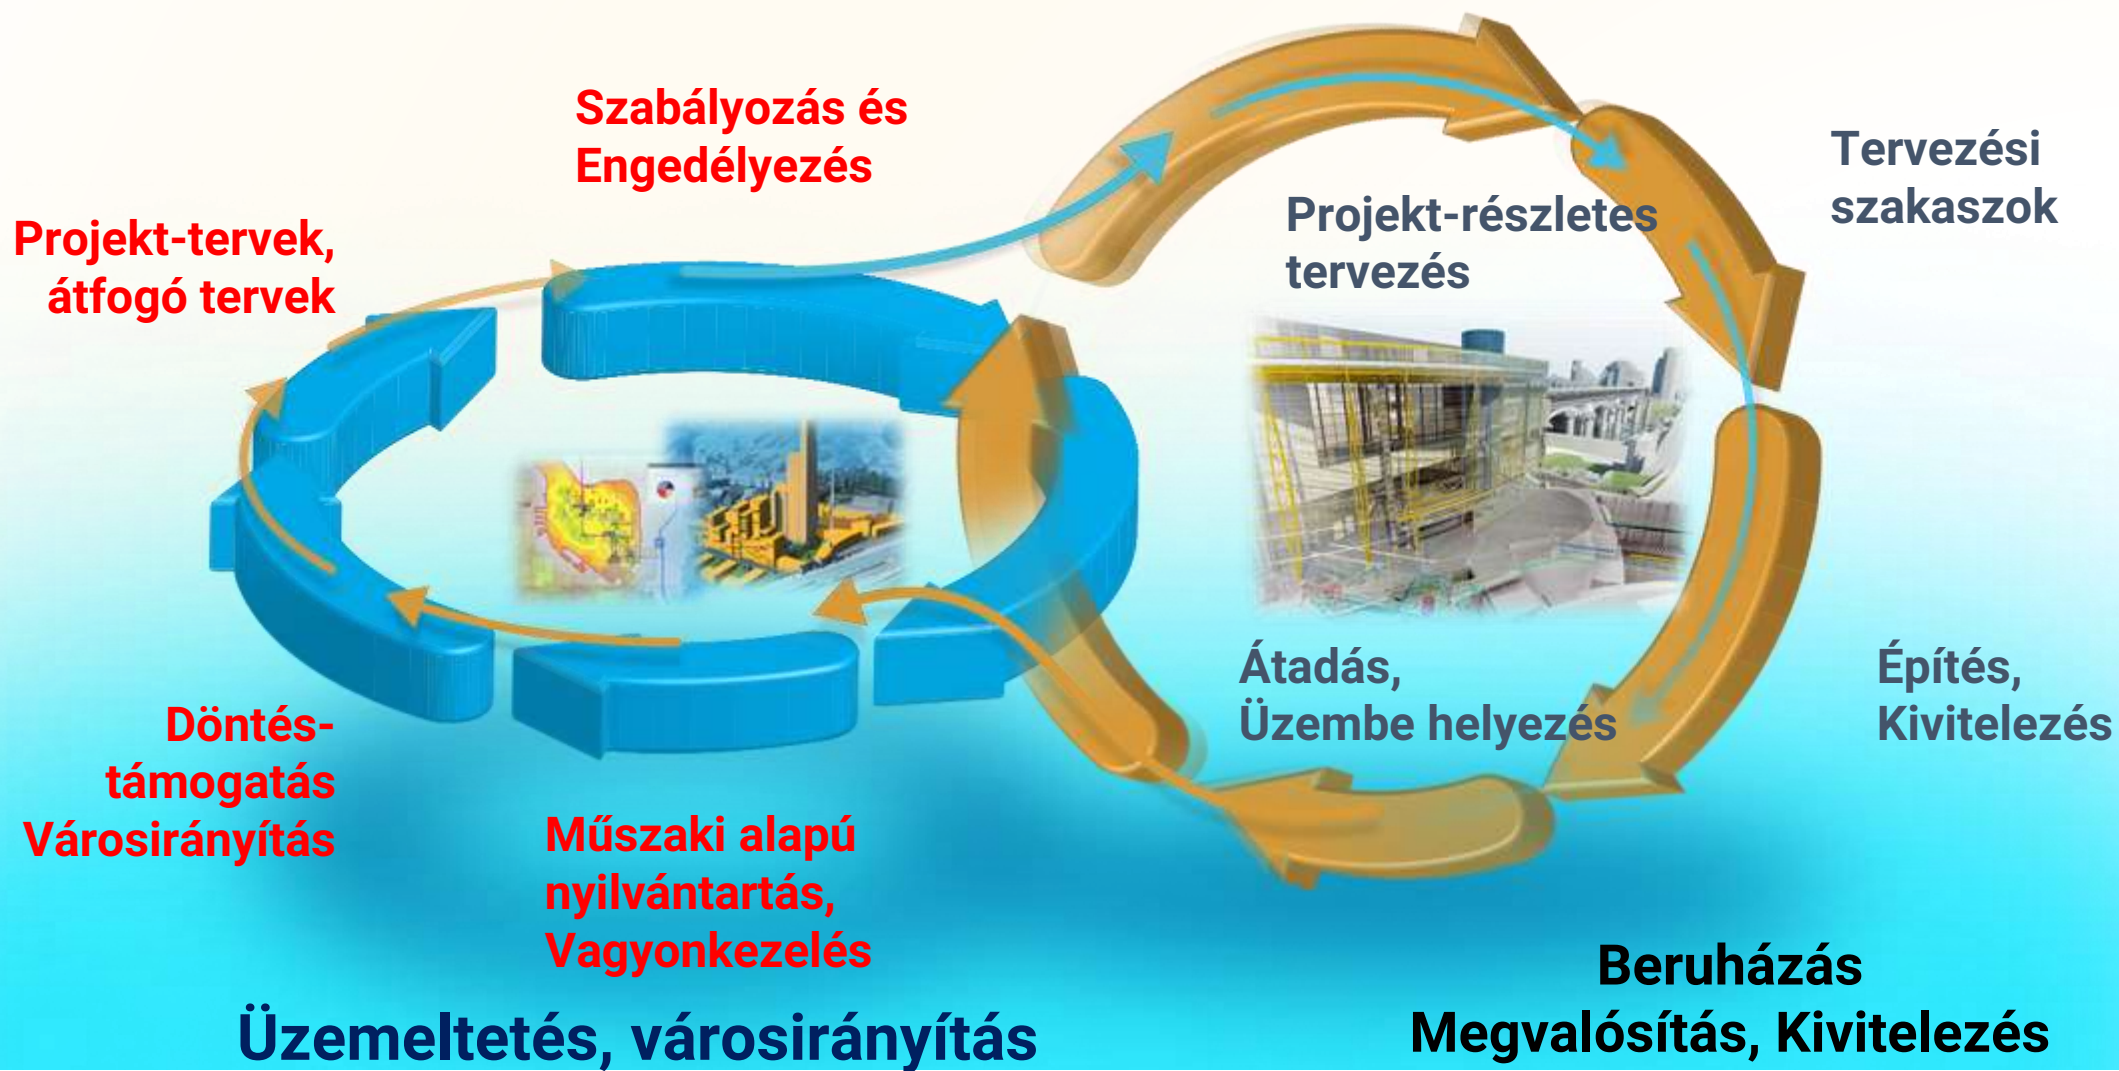 Szabályozás és
Engedélyezés
Projekt-tervek,
átfogó tervek
Tervezési
szakaszok
Projekt-részletes
tervezés
Átadás,
Üzembe helyezés
Építés,
Kivitelezés
Döntés-
támogatás
Városirányítás
Műszaki alapú
nyilvántartás,
Vagyonkezelés
Üzemeltetés, városirányítás
Beruházás
Megvalósítás, Kivitelezés